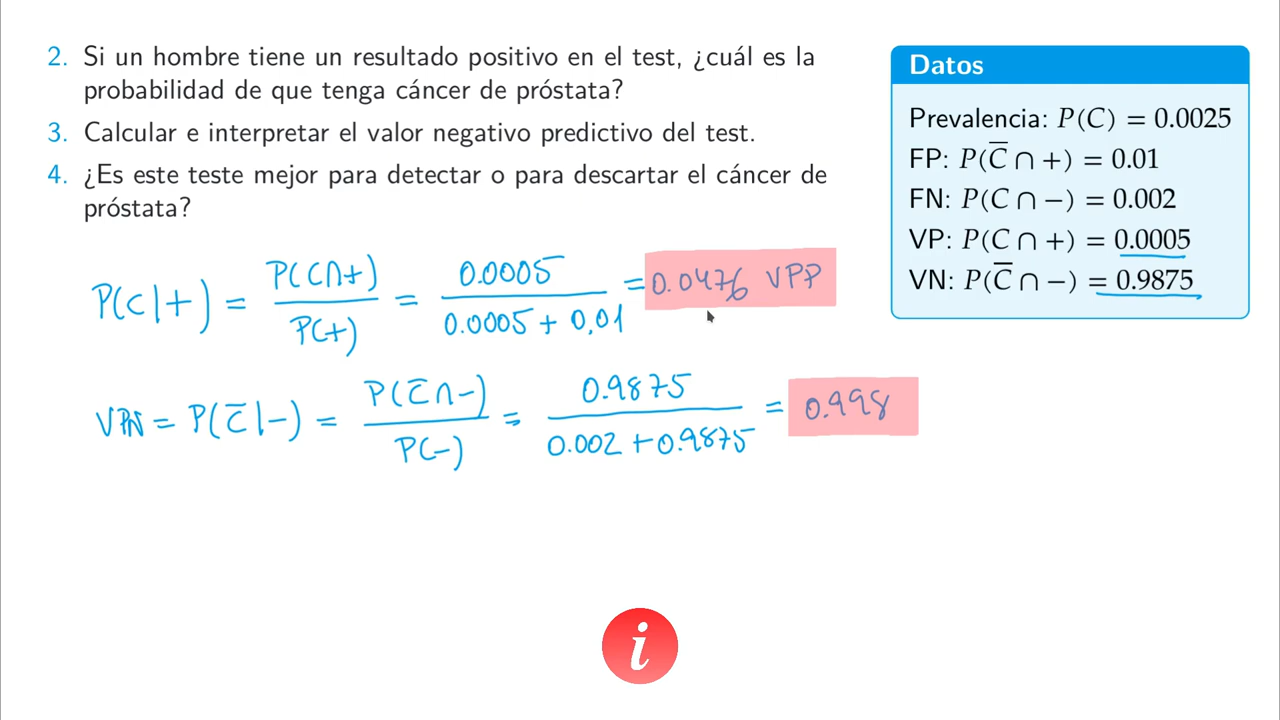 2. Si un hombre tiene un resultado positivo en el test, ¿cuál es la
probabilidad de que tenga cáncer de próstata?
3. Calcular e interpretar el valor negativo predictivo del test.
4. ¿Es este teste mejor para detectar o para descartar el cáncer de
próstata?
Datos
Prevalencia: P(C) = 0.0025
FP: P(C̅ ∩ +) = 0.01
FN: P(C ∩ −) = 0.002
VP: P(C ∩ +) = 0.0005
VN: P(C̅ ∩ −) = 0.9875
P(C|+) = P(C∩+) / P(+) = 0.0005 / 0.0005 + 0,01 = 0.0476 VPP
VPN = P(C̅|−) = P(C̅∩−) / P(−) = 0.9875 / 0.002 + 0.9875 = 0.998
i